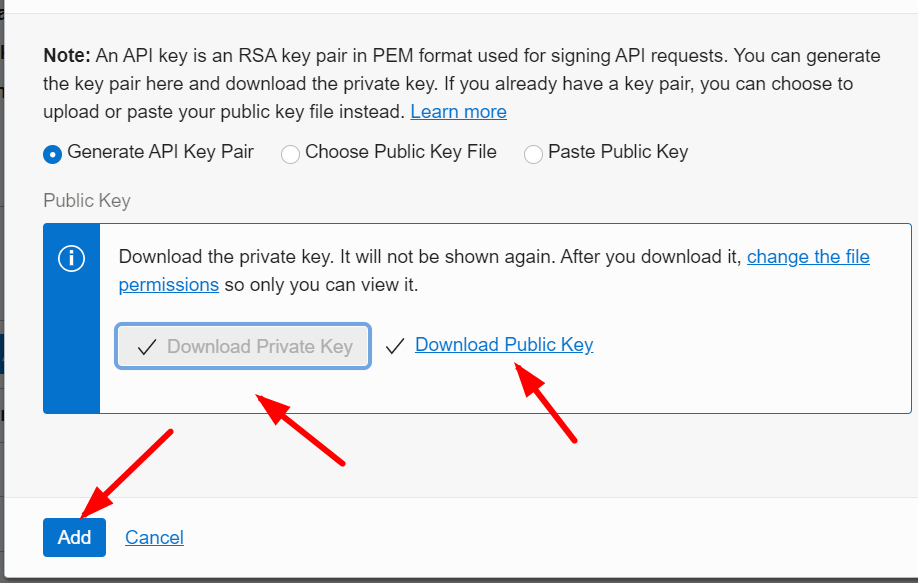 Note: An API key is an RSA key pair in PEM format used for signing API requests. You can generate
the key pair here and download the private key. If you already have a key pair, you can choose to
upload or paste your public key file instead. Learn more
Generate API Key Pair Choose Public Key File Paste Public Key
Public Key
Download the private key. It will not be shown again. After you download it, change the file
permissions so only you can view it.
Download Private Key Download Public Key
Add Cancel